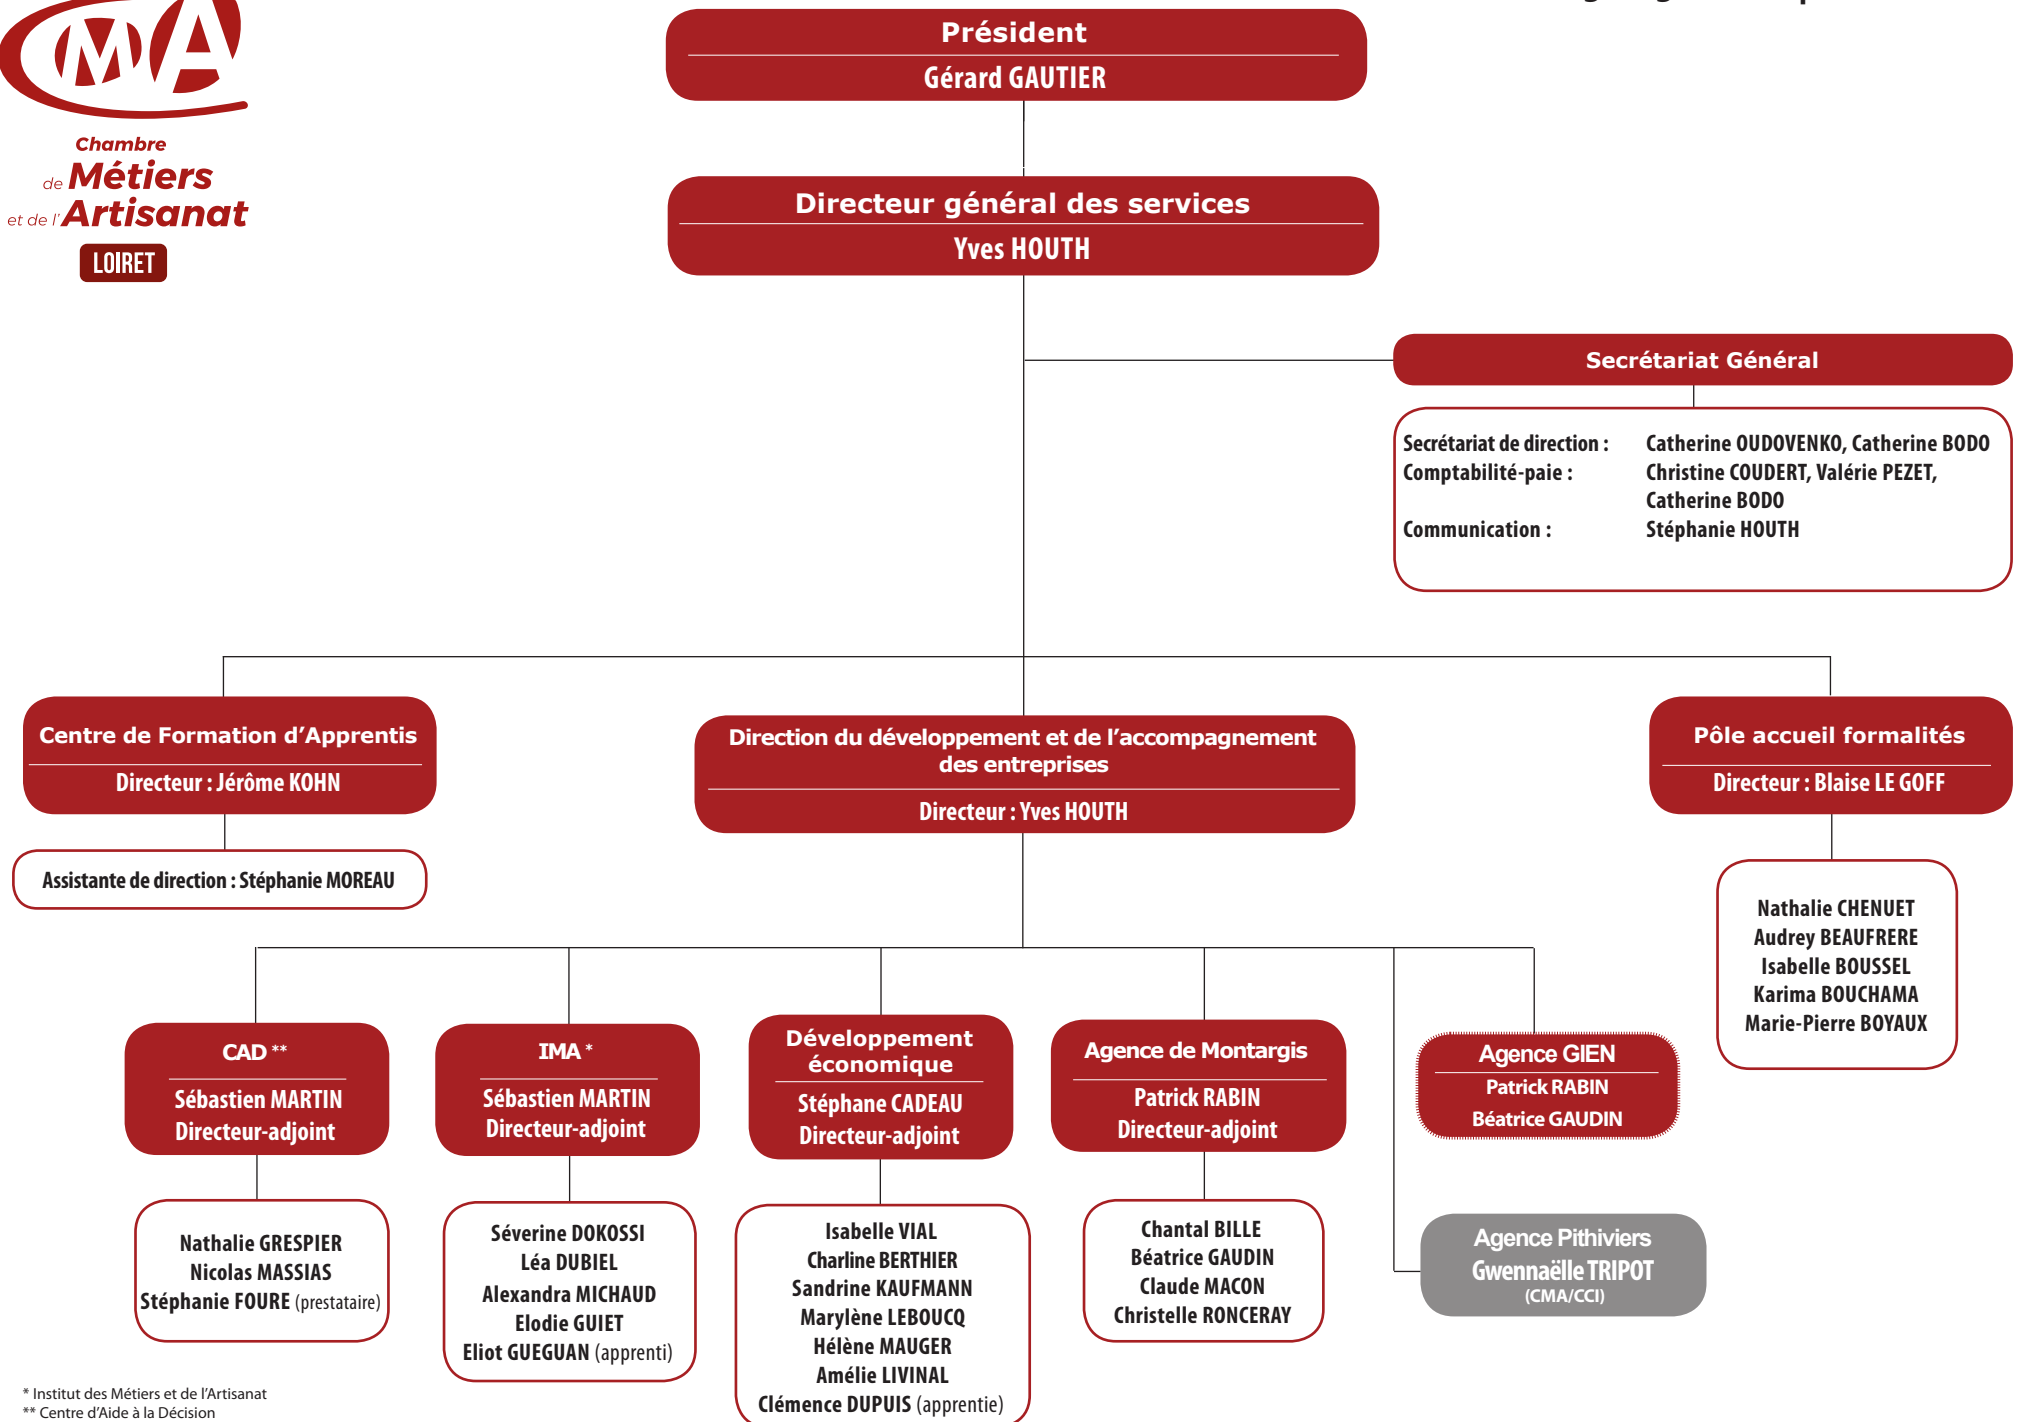 CMA
Chambre
de Métiers
et de l'Artisanat
LOIRET
Président
Gérard GAUTIER
Directeur général des services
Yves HOUTH
Secrétariat Général
Secrétariat de direction : Catherine OUDOVENKO, Catherine BODO
Comptabilité-paie : Christine COUDERT, Valérie PEZET,
Catherine BODO
Communication : Stéphanie HOUTH
Centre de Formation d’Apprentis
Directeur : Jérôme KOHN
Assistante de direction : Stéphanie MOREAU
Direction du développement et de l’accompagnement
des entreprises
Directeur : Yves HOUTH
Pôle accueil formalités
Directeur : Blaise LE GOFF
Nathalie CHENUET
Audrey BEAUFRERE
Isabelle BOUSSEL
Karima BOUCHAMA
Marie-Pierre BOYAUX
CAD **
Sébastien MARTIN
Directeur-adjoint
Nathalie GRESPIER
Nicolas MASSIAS
Stéphanie FOURE (prestataire)
IMA *
Sébastien MARTIN
Directeur-adjoint
Séverine DOKOSSI
Léa DUBIEL
Alexandra MICHAUD
Elodie GUIET
Eliot GUEGUAN (apprenti)
Développement
économique
Stéphane CADEAU
Directeur-adjoint
Isabelle VIAL
Charline BERTHIER
Sandrine KAUFMANN
Marylène LEBOUCQ
Hélène MAUGER
Amélie LIVINAL
Clémence DUPUIS (apprentie)
Agence de Montargis
Patrick RABIN
Directeur-adjoint
Chantal BILLE
Béatrice GAUDIN
Claude MACON
Christelle RONCERAY
Agence GIEN
Patrick RABIN
Béatrice GAUDIN
Agence Pithiviers
Gwennaëlle TRIPOT
(CMA/CCI)
* Institut des Métiers et de l’Artisanat
** Centre d’Aide à la Décision